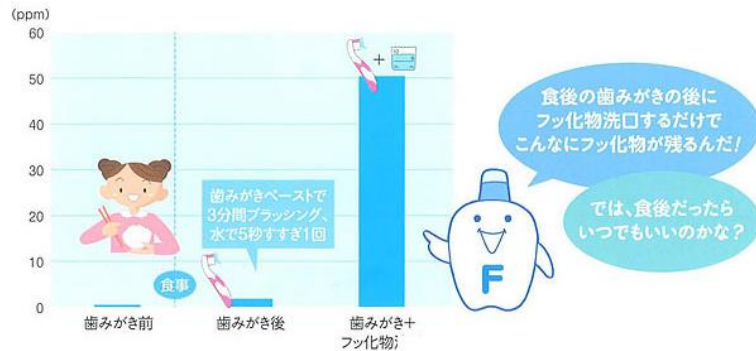 (ppm)
60
50
40
30
20
10
0
食後の歯みがきの後に
フッ化物洗口するだけで
こんなにフッ化物が残るんだ!
では、食後だったら
いつでもいいのかな?
歯みがきペーストで
3分間ブラッシング、
水で5秒すすぎ1回
食事
F
歯みがき前
歯みがき後
歯みがき+
フッ化物